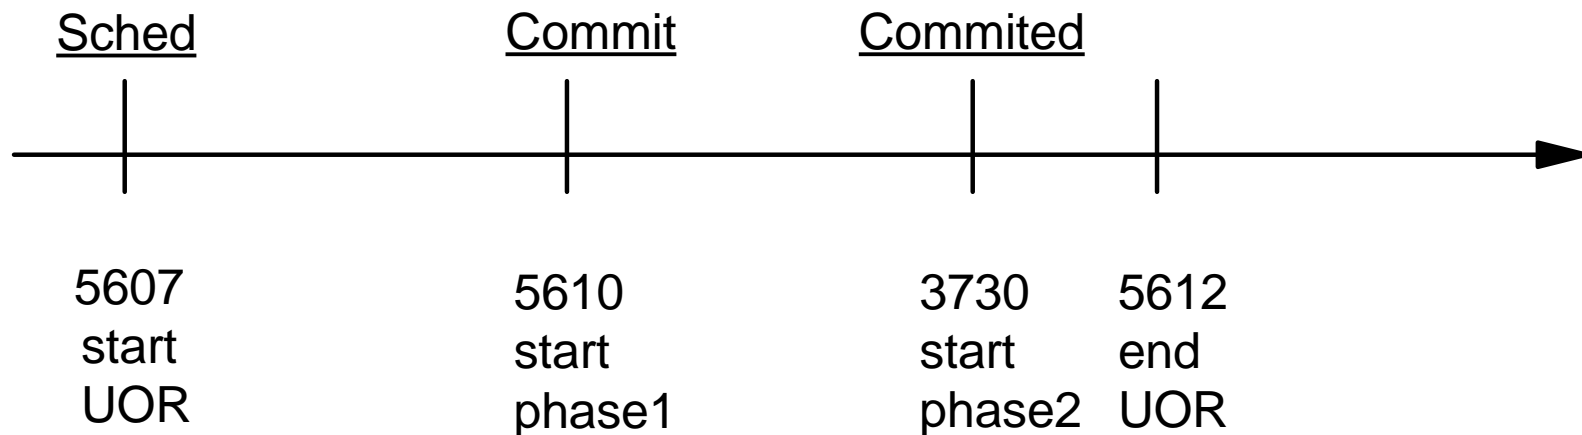 Sched
Commit
Commited
5607
start
UOR
5610
start
phase1
3730
start
phase2
5612
end
UOR